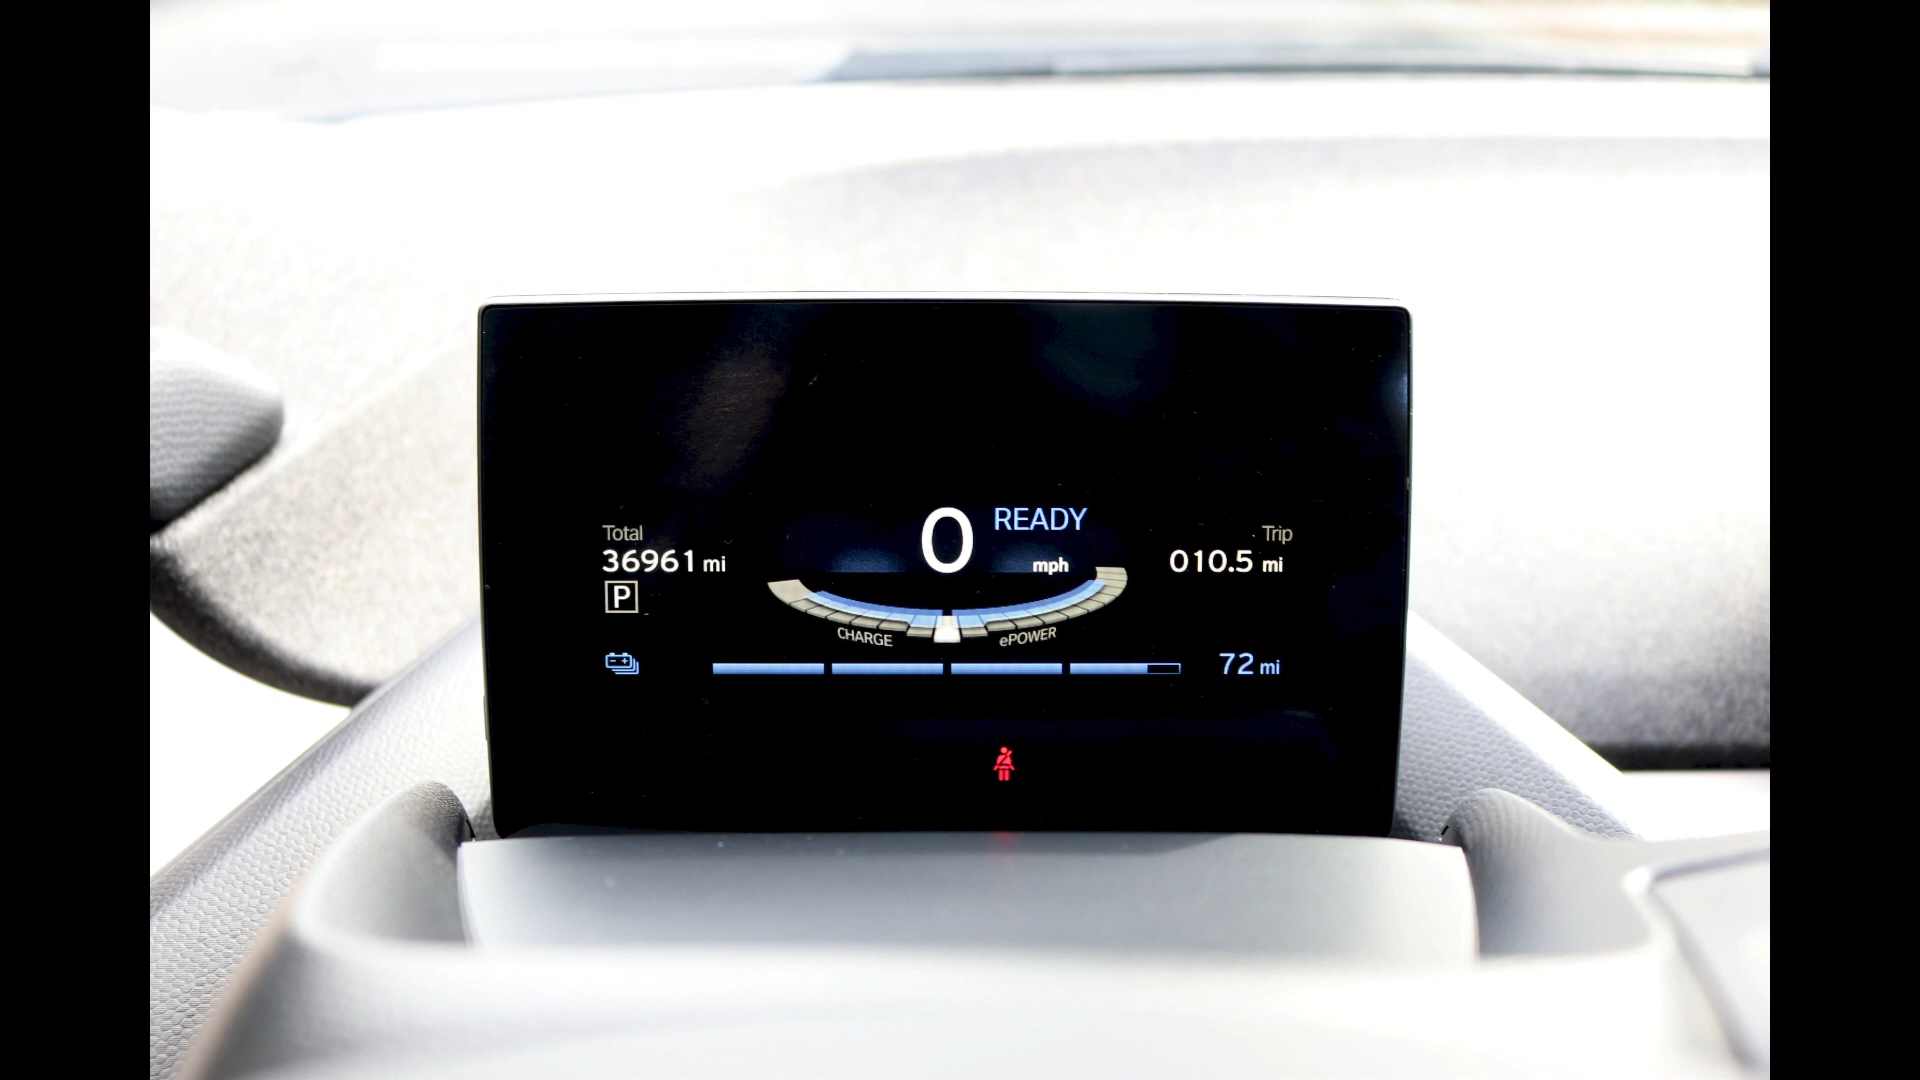 Total
36961 mi
P
0 READY
mph
Trip
010.5 mi
CHARGE
ePOWER
72 mi